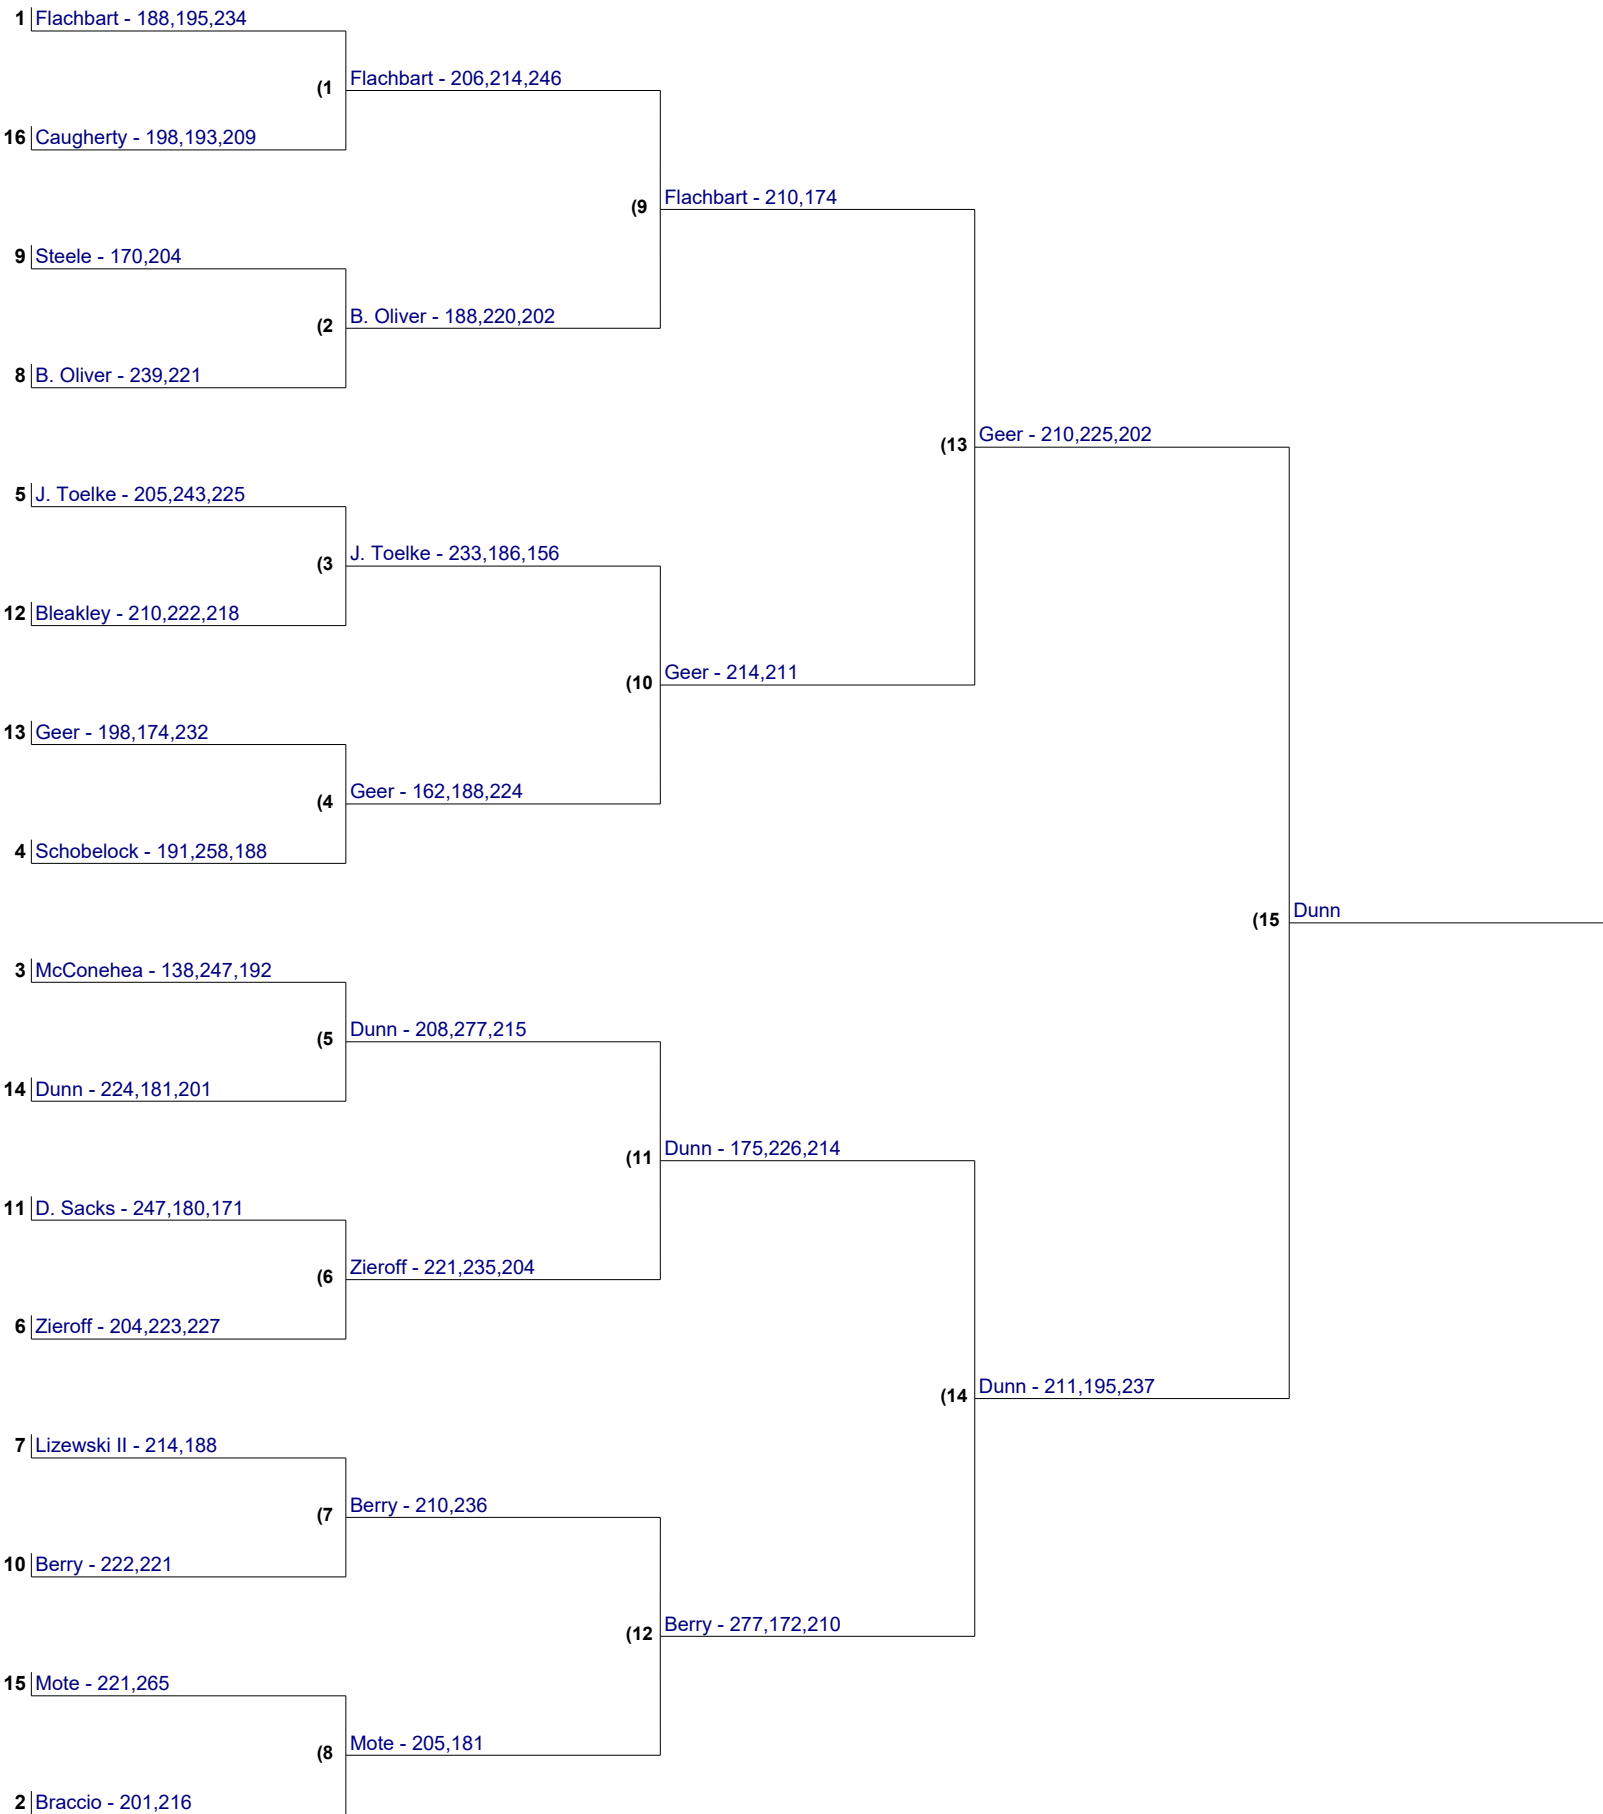 1 Flachbart - 188,195,234
(1 Flachbart - 206,214,246
16 Caugherty - 198,193,209
(9 Flachbart - 210,174
9 Steele - 170,204
(2 B. Oliver - 188,220,202
8 B. Oliver - 239,221
(13 Geer - 210,225,202
5 J. Toelke - 205,243,225
(3 J. Toelke - 233,186,156
12 Bleakley - 210,222,218
(10 Geer - 214,211
13 Geer - 198,174,232
(4 Geer - 162,188,224
4 Schobelock - 191,258,188
(15 Dunn
3 McConehea - 138,247,192
(5 Dunn - 208,277,215
14 Dunn - 224,181,201
(11 Dunn - 175,226,214
11 D. Sacks - 247,180,171
(6 Zieroff - 221,235,204
6 Zieroff - 204,223,227
(14 Dunn - 211,195,237
7 Lizewski II - 214,188
(7 Berry - 210,236
10 Berry - 222,221
(12 Berry - 277,172,210
15 Mote - 221,265
(8 Mote - 205,181
2 Braccio - 201,216